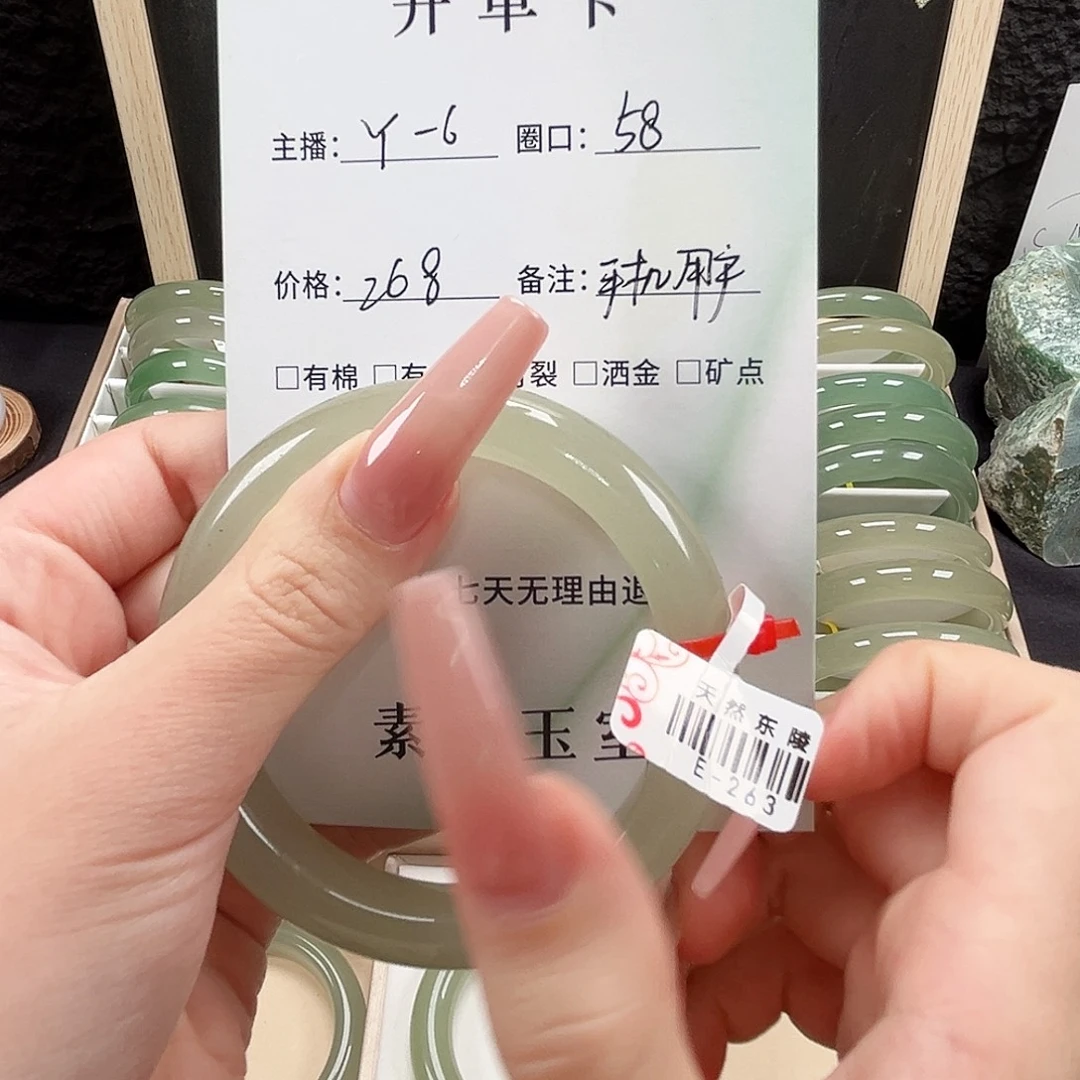 开单卡
主播: Y-6 圈口: 58
价格: 268 备注: 手机用户
□有棉 □有 裂 □洒金 □矿点
七天无理由退
素 玉
天然东陵
E-263